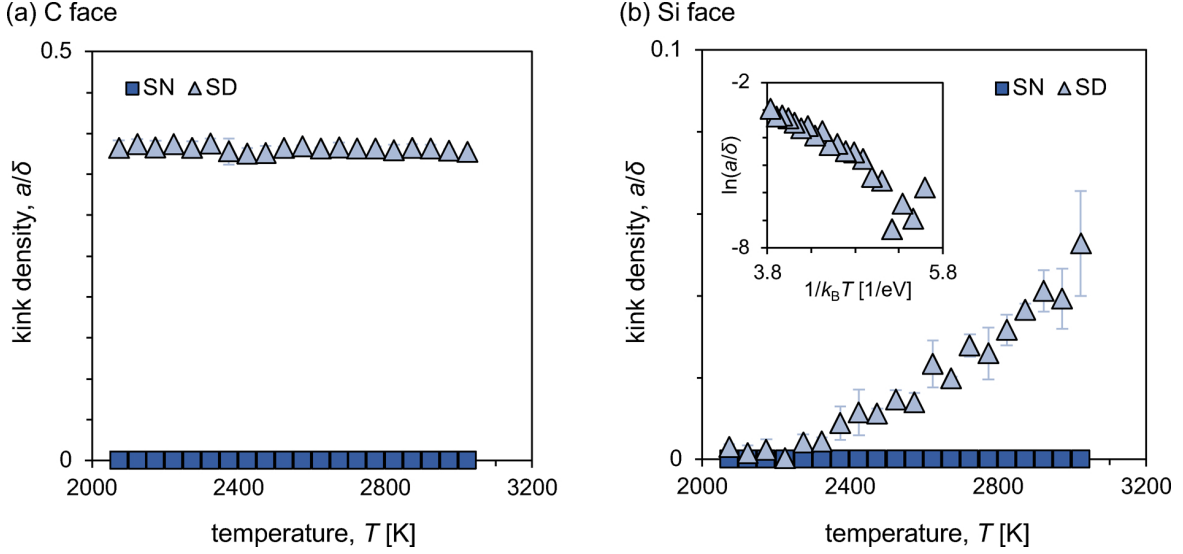 (a) C face
0.5
SN SD
kink density, a/δ
0
2000 2400 2800 3200
temperature, T [K]
(b) Si face
0.1
SN SD
-2
ln(a/δ)
-8
3.8 5.8
1/kBT [1/eV]
kink density, a/δ
0
2000 2400 2800 3200
temperature, T [K]